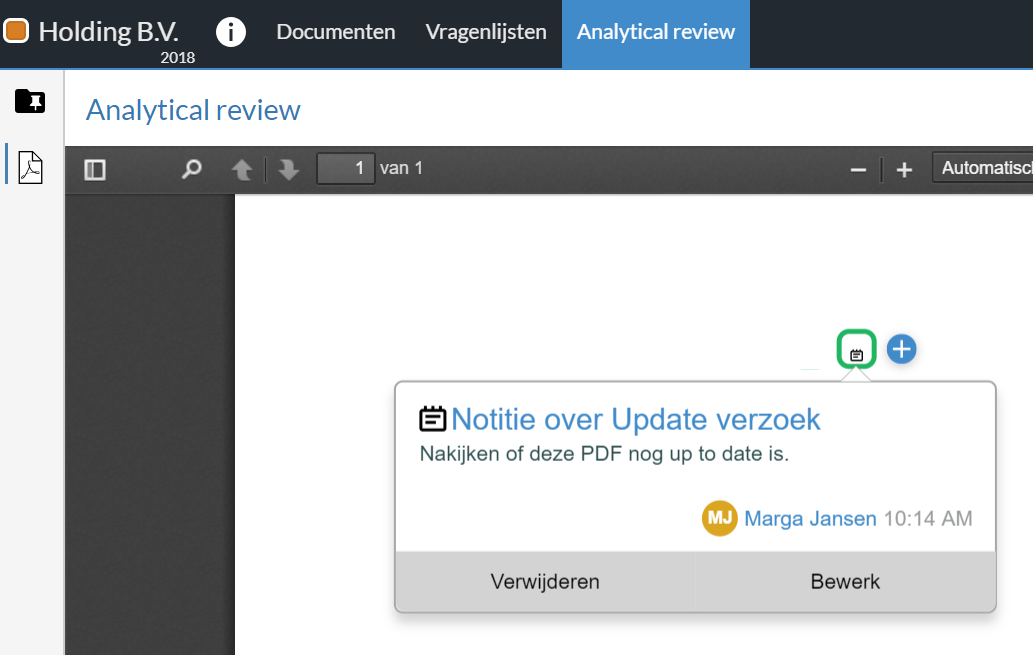 Holding B.V.
2018
i
Documenten
Vragenlijsten
Analytical review
Analytical review
1 van 1
Automatisch
Notitie over Update verzoek
Nakijken of deze PDF nog up to date is.
MJ Marga Jansen 10:14 AM
Verwijderen
Bewerk